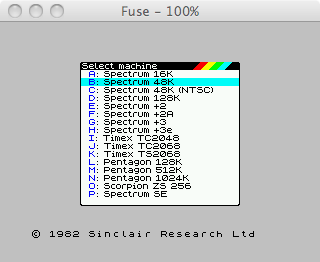 Fuse - 100%
Select machine
A: Spectrum 16K
B: Spectrum 48K
C: Spectrum 48K (NTSC)
D: Spectrum 128K
E: Spectrum +2
F: Spectrum +2A
G: Spectrum +3
H: Spectrum +3e
I: Timex TC2048
J: Timex TC2068
K: Timex TS2068
L: Pentagon 128K
M: Pentagon 512K
N: Pentagon 1024K
O: Scorpion ZS 256
P: Spectrum SE
© 1982 Sinclair Research Ltd